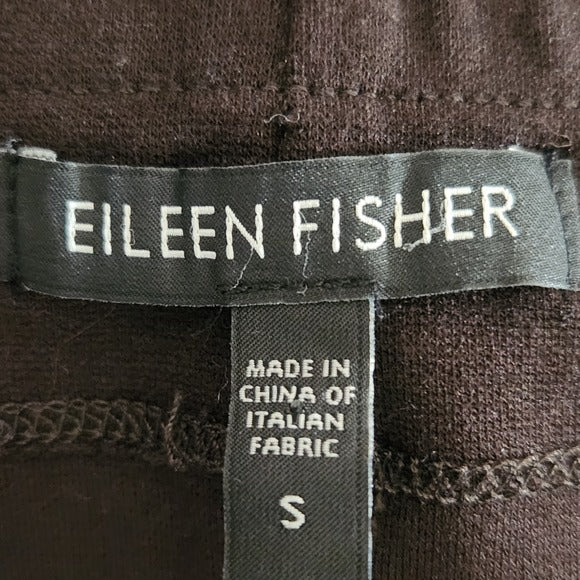 EILEEN FISHER
MADE IN
CHINA OF
ITALIAN
FABRIC
S